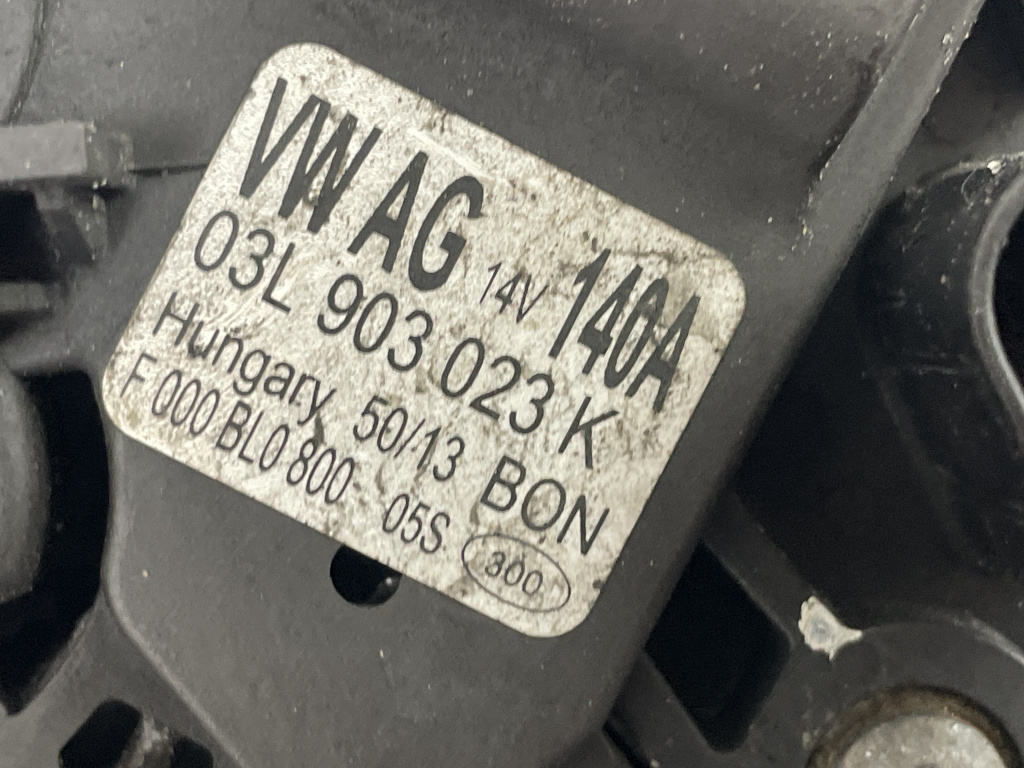 VW AG 14V 140A
03L 903 023 K
Hungary 50/13 BON
F 000 BL0 800 05S 300